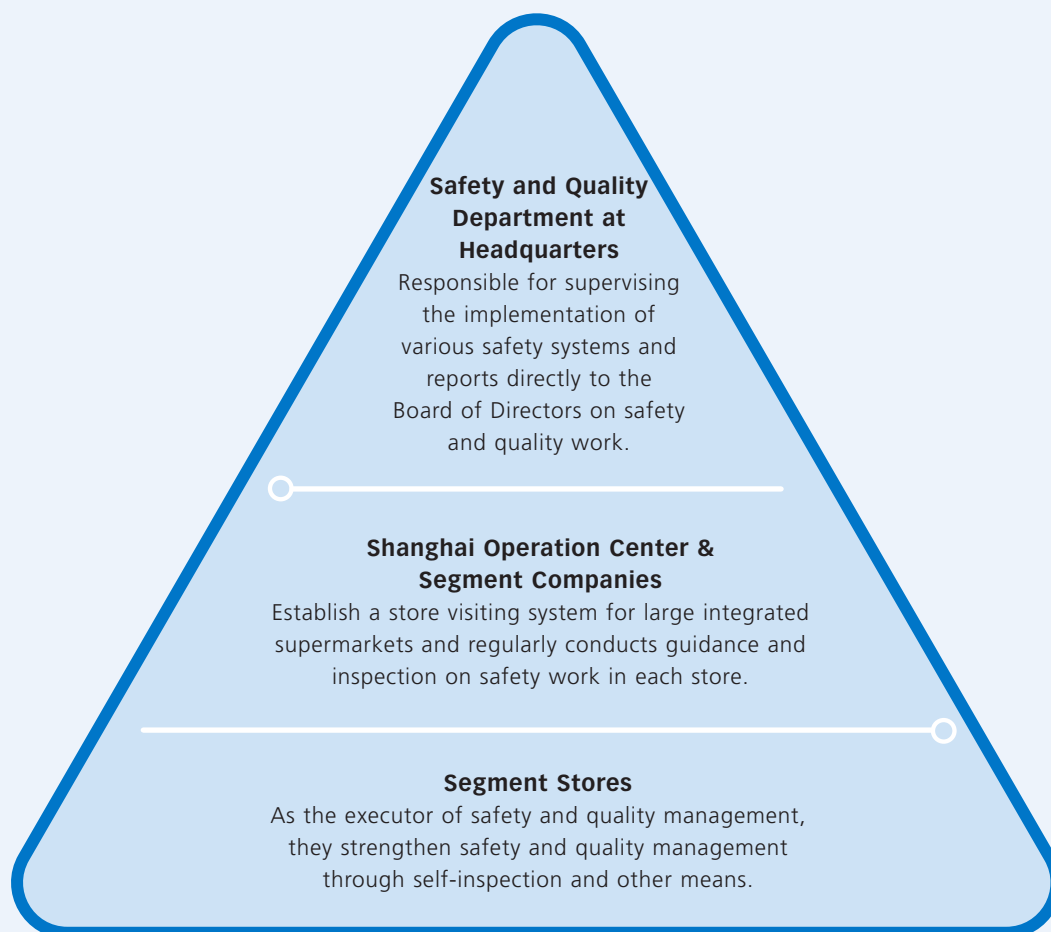 Safety and Quality
Department at
Headquarters
Responsible for supervising
the implementation of
various safety systems and
reports directly to the
Board of Directors on safety
and quality work.
Shanghai Operation Center &
Segment Companies
Establish a store visiting system for large integrated
supermarkets and regularly conducts guidance and
inspection on safety work in each store.
Segment Stores
As the executor of safety and quality management,
they strengthen safety and quality management
through self-inspection and other means.